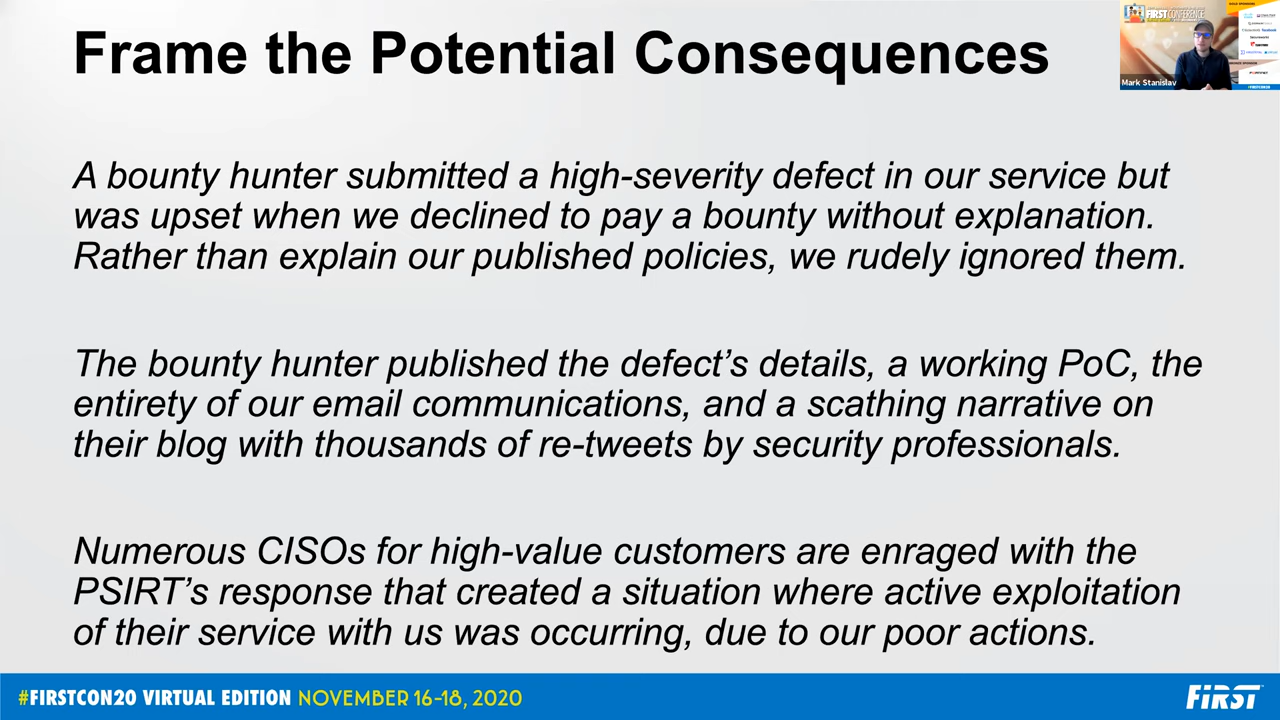 Frame the Potential Consequences
FIRST CONFERENCE
Mark Stanislav
A bounty hunter submitted a high-severity defect in our service but
was upset when we declined to pay a bounty without explanation.
Rather than explain our published policies, we rudely ignored them.
The bounty hunter published the defect’s details, a working PoC, the
entirety of our email communications, and a scathing narrative on
their blog with thousands of re-tweets by security professionals.
Numerous CISOs for high-value customers are enraged with the
PSIRT’s response that created a situation where active exploitation
of their service with us was occurring, due to our poor actions.
#FIRSTCON20 VIRTUAL EDITION NOVEMBER 16-18, 2020
FIRST